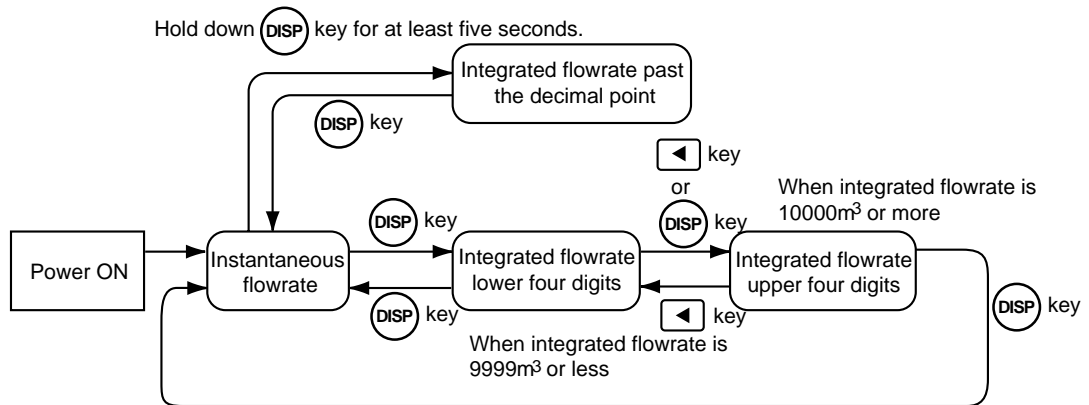 Hold down DISP key for at least five seconds.
Integrated flowrate past
the decimal point
DISP key
◄ key
or
DISP key
When integrated flowrate is
10000m³ or more
DISP key
Power ON
Instantaneous
flowrate
Integrated flowrate
lower four digits
Integrated flowrate
upper four digits
DISP key
◄ key
DISP key
When integrated flowrate is
9999m³ or less